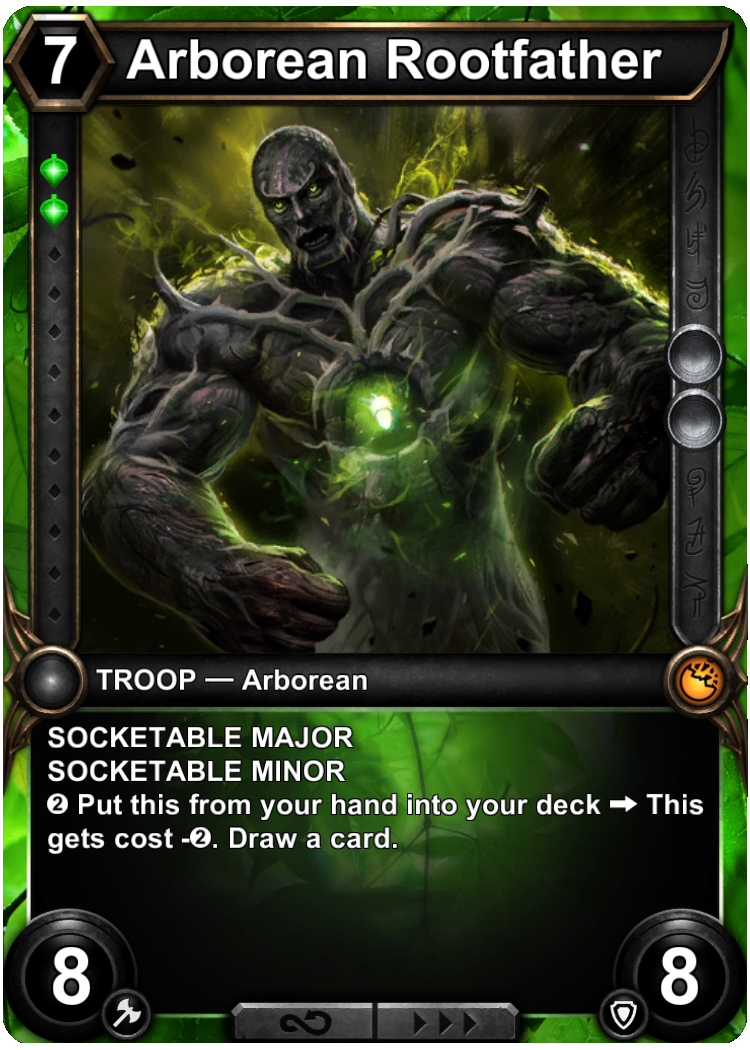 7 Arborean Rootfather
TROOP — Arborean
SOCKETABLE MAJOR
SOCKETABLE MINOR
❷ Put this from your hand into your deck ➡ This
gets cost -❷. Draw a card.
8 8